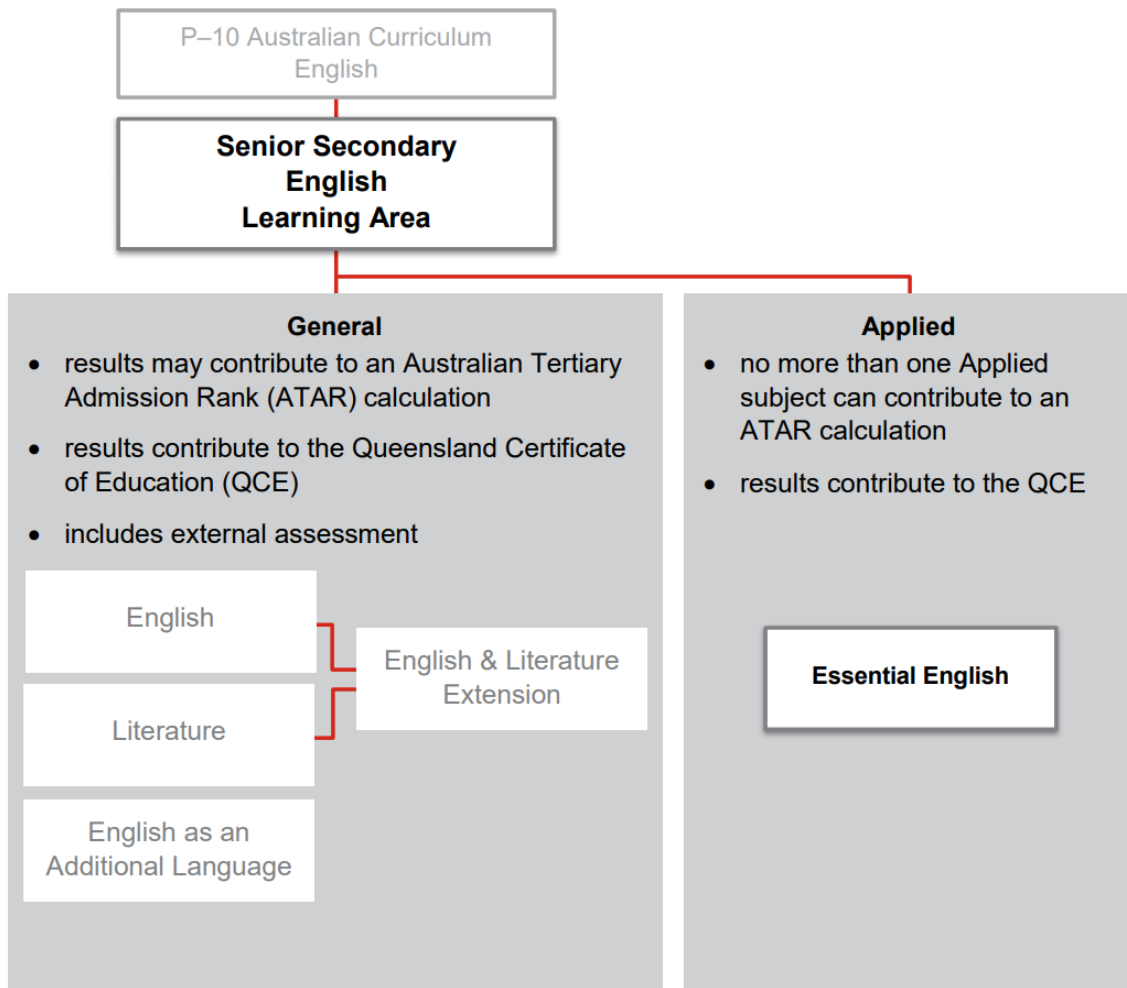 P–10 Australian Curriculum
English
Senior Secondary
English
Learning Area
General
• results may contribute to an Australian Tertiary
Admission Rank (ATAR) calculation
• results contribute to the Queensland Certificate
of Education (QCE)
• includes external assessment
English
Literature
English as an
Additional Language
English & Literature
Extension
Applied
• no more than one Applied
subject can contribute to an
ATAR calculation
• results contribute to the QCE
Essential English